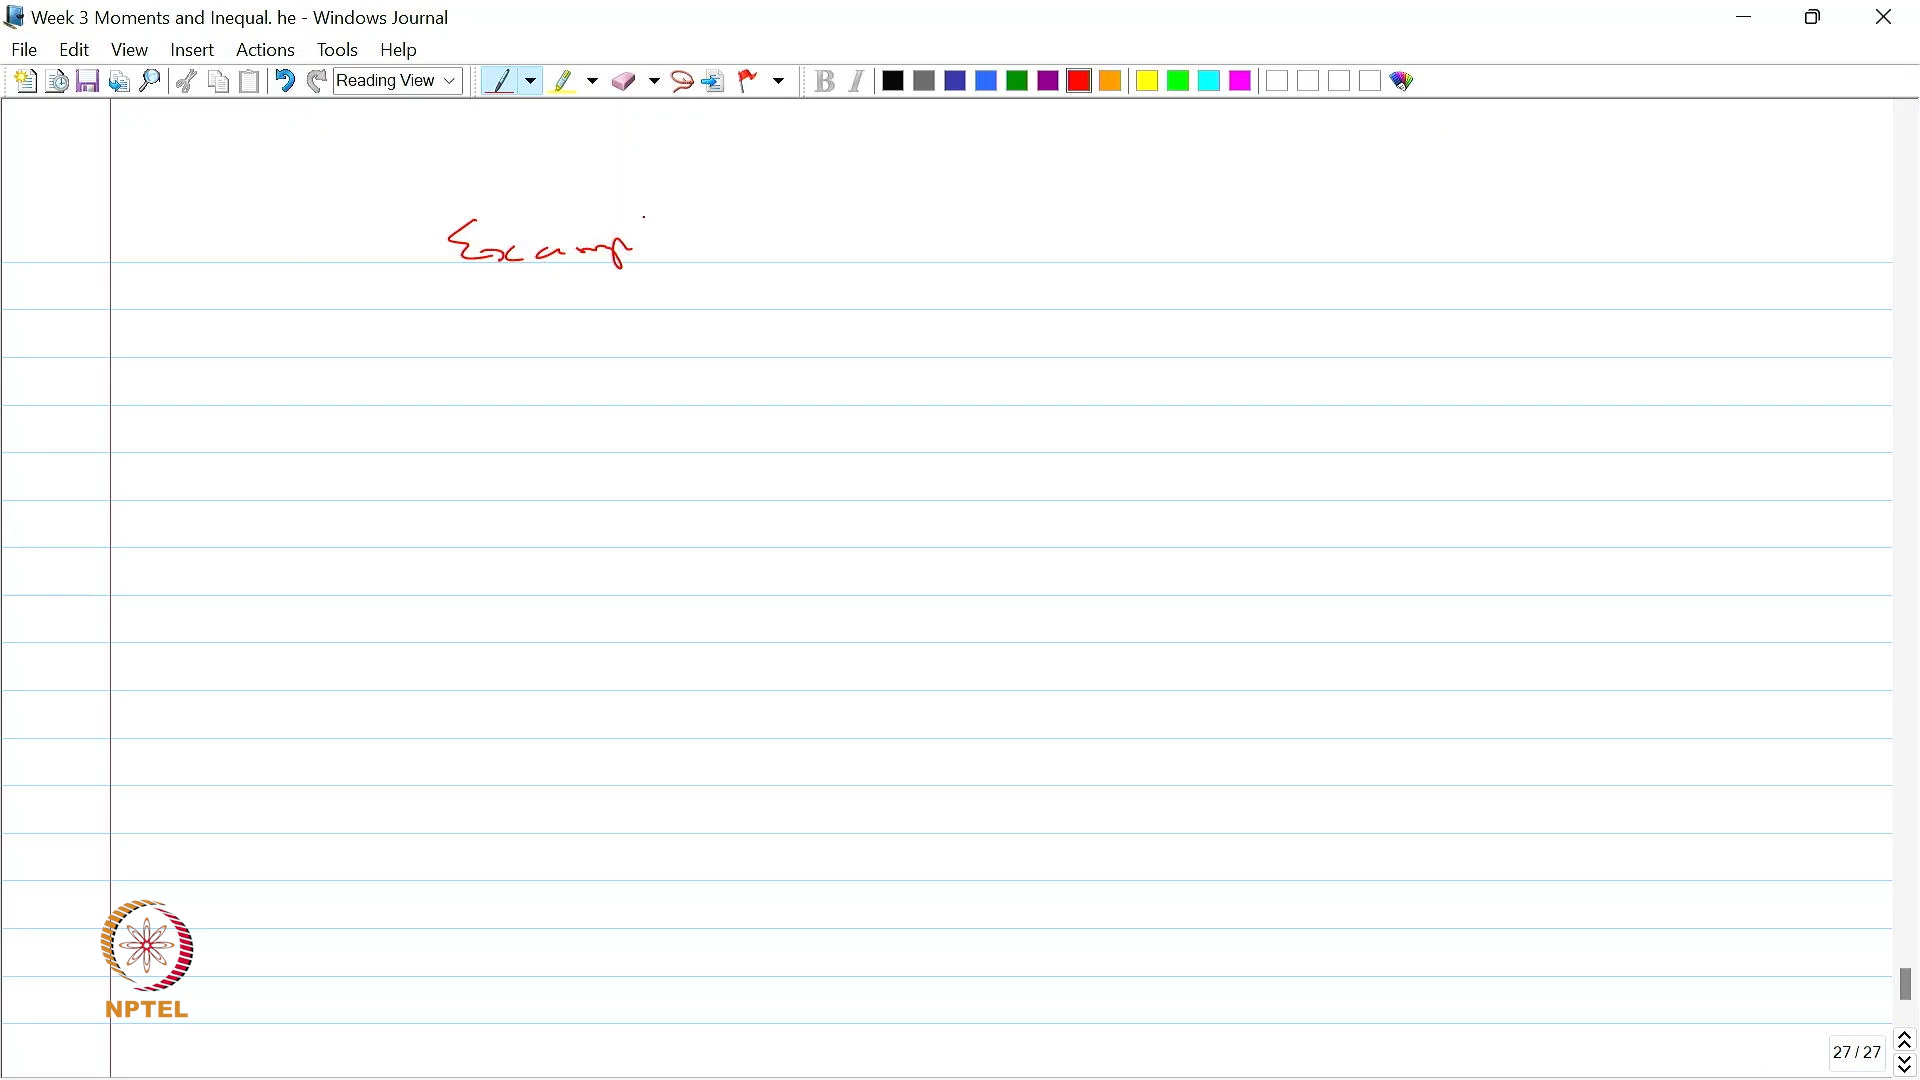 Week 3 Moments and Inequal. he - Windows Journal
File Edit View Insert Actions Tools Help
Reading View B I
Examp
NPTEL
27 / 27